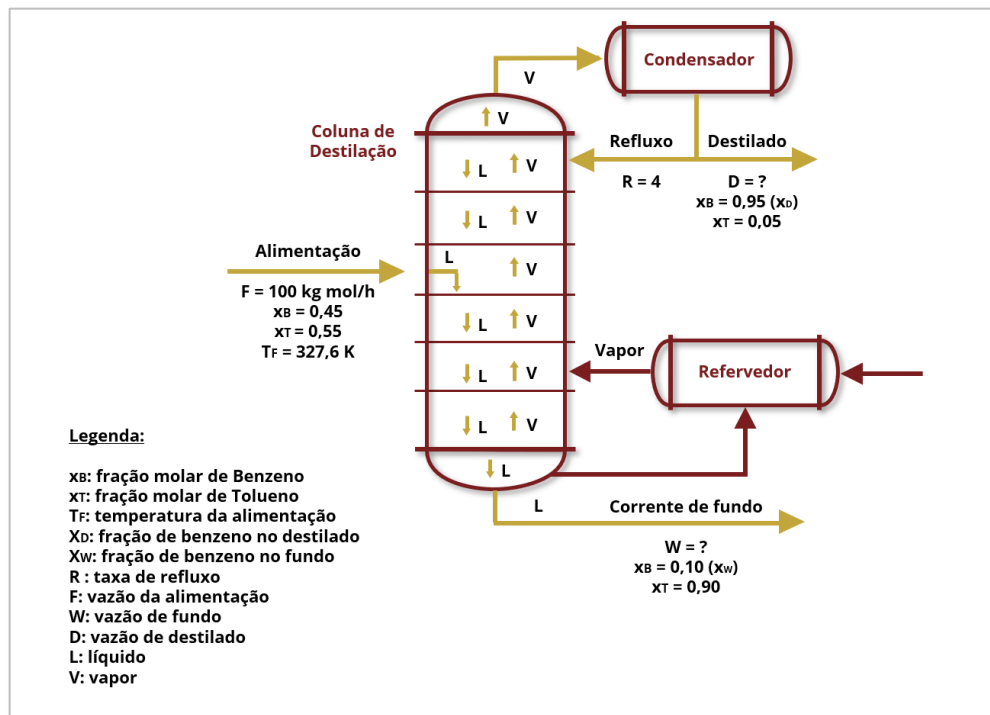 Condensador
V
V
Coluna de
Destilação
Refluxo
Destilado
L
V
R = 4
D = ?
xB = 0,95 (xD)
xT = 0,05
L
V
Alimentação
L
V
F = 100 kg mol/h
xB = 0,45
xT = 0,55
TF = 327,6 K
L
V
Vapor
Refervedor
L
V
L
V
Legenda:
L
xB: fração molar de Benzeno
xT: fração molar de Tolueno
TF: temperatura da alimentação
XD: fração de benzeno no destilado
XW: fração de benzeno no fundo
R : taxa de refluxo
F: vazão da alimentação
W: vazão de fundo
D: vazão de destilado
L: líquido
V: vapor
L
Corrente de fundo
W = ?
xB = 0,10 (xW)
xT = 0,90